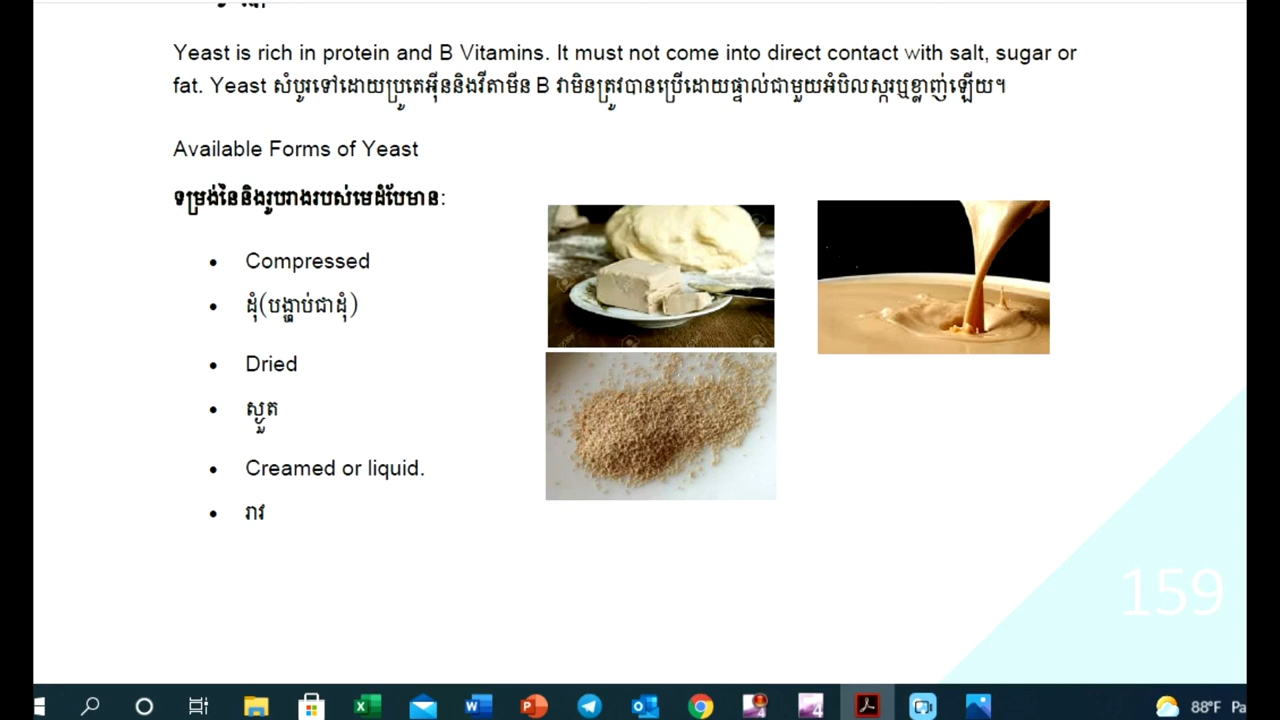 Yeast is rich in protein and B Vitamins. It must not come into direct contact with salt, sugar or
fat. Yeast សំបូរទៅដោយប្រូតេអ៊ីននិងវីតាមីន B វាមិនត្រូវបានប្រើដោយផ្ទាល់ជាមួយអំបិលស្ករឬខ្លាញ់ឡើយ។
Available Forms of Yeast
ទម្រង់នៃនិងរូបរាងរបស់មេដំបែមាន:
• Compressed
• ដុំ(បង្ហាប់ជាដុំ)
• Dried
• ស្ងួត
• Creamed or liquid.
• រាវ
159
88°F Pa